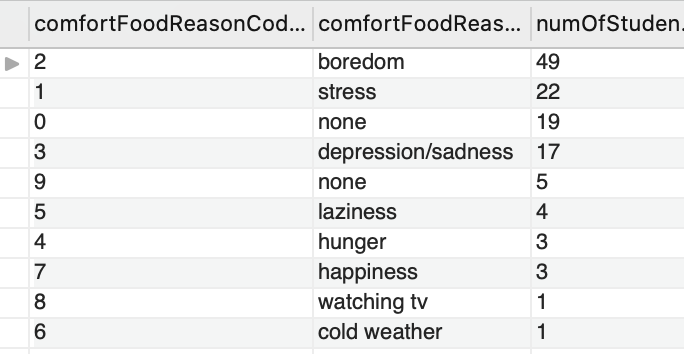 comfortFoodReasonCod... comfortFoodReas... numOfStuden...
2 boredom 49
1 stress 22
0 none 19
3 depression/sadness 17
9 none 5
5 laziness 4
4 hunger 3
7 happiness 3
8 watching tv 1
6 cold weather 1